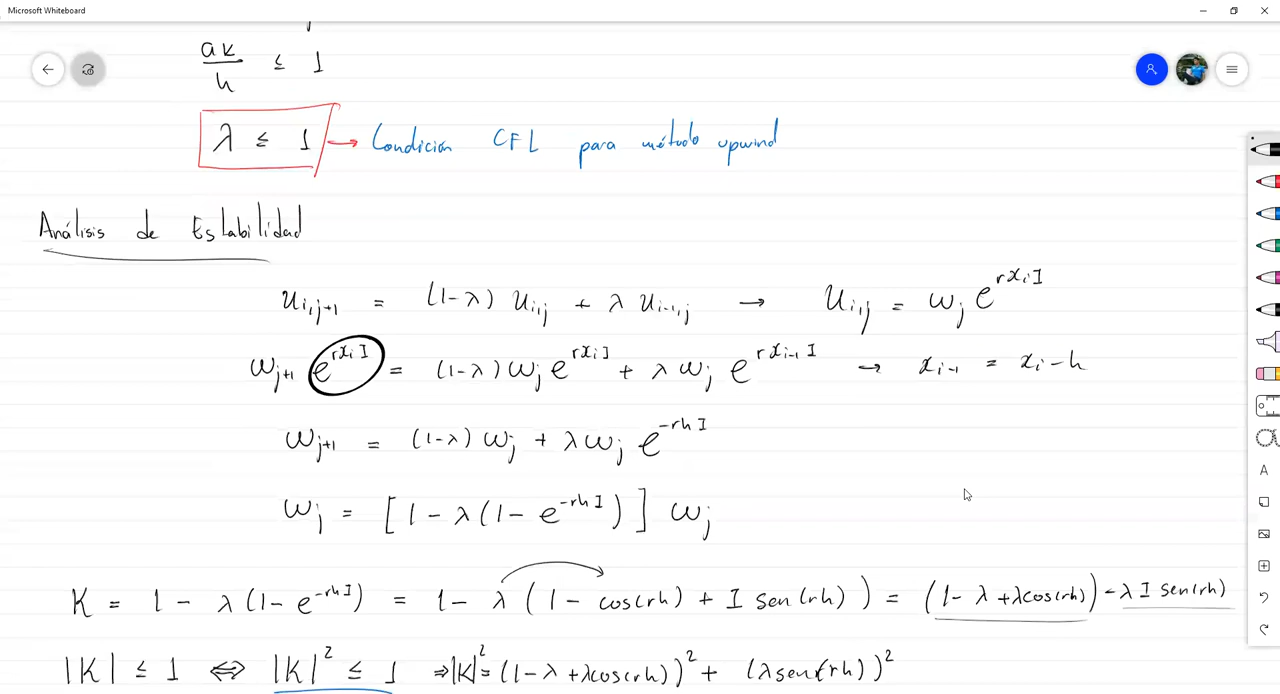 Microsoft Whiteboard
ak/h ≤ 1
λ ≤ 1 → Condición CFL para método upwind
Análisis de Estabilidad
u_{i,j+1} = (1-λ) u_{i,j} + λ u_{i-1,j} → u_{i,j} = ω_j e^{rx_i I}
ω_{j+1} e^{rx_i I} = (1-λ) ω_j e^{rx_i I} + λ ω_j e^{rx_{i-1} I} → x_{i-1} = x_i - h
ω_{j+1} = (1-λ) ω_j + λ ω_j e^{-rhI}
ω_j = [1 - λ(1 - e^{-rhI})] ω_j
K = 1 - λ(1 - e^{-rhI}) = 1 - λ (1 - cos(rh) + I sen(rh)) = (1 - λ + λcos(rh)) - λ I sen(rh)
|K| ≤ 1 ⇔ |K|² ≤ 1 ⇒ |K|² = (1 - λ + λcos(rh))² + (λsen(rh))²
A